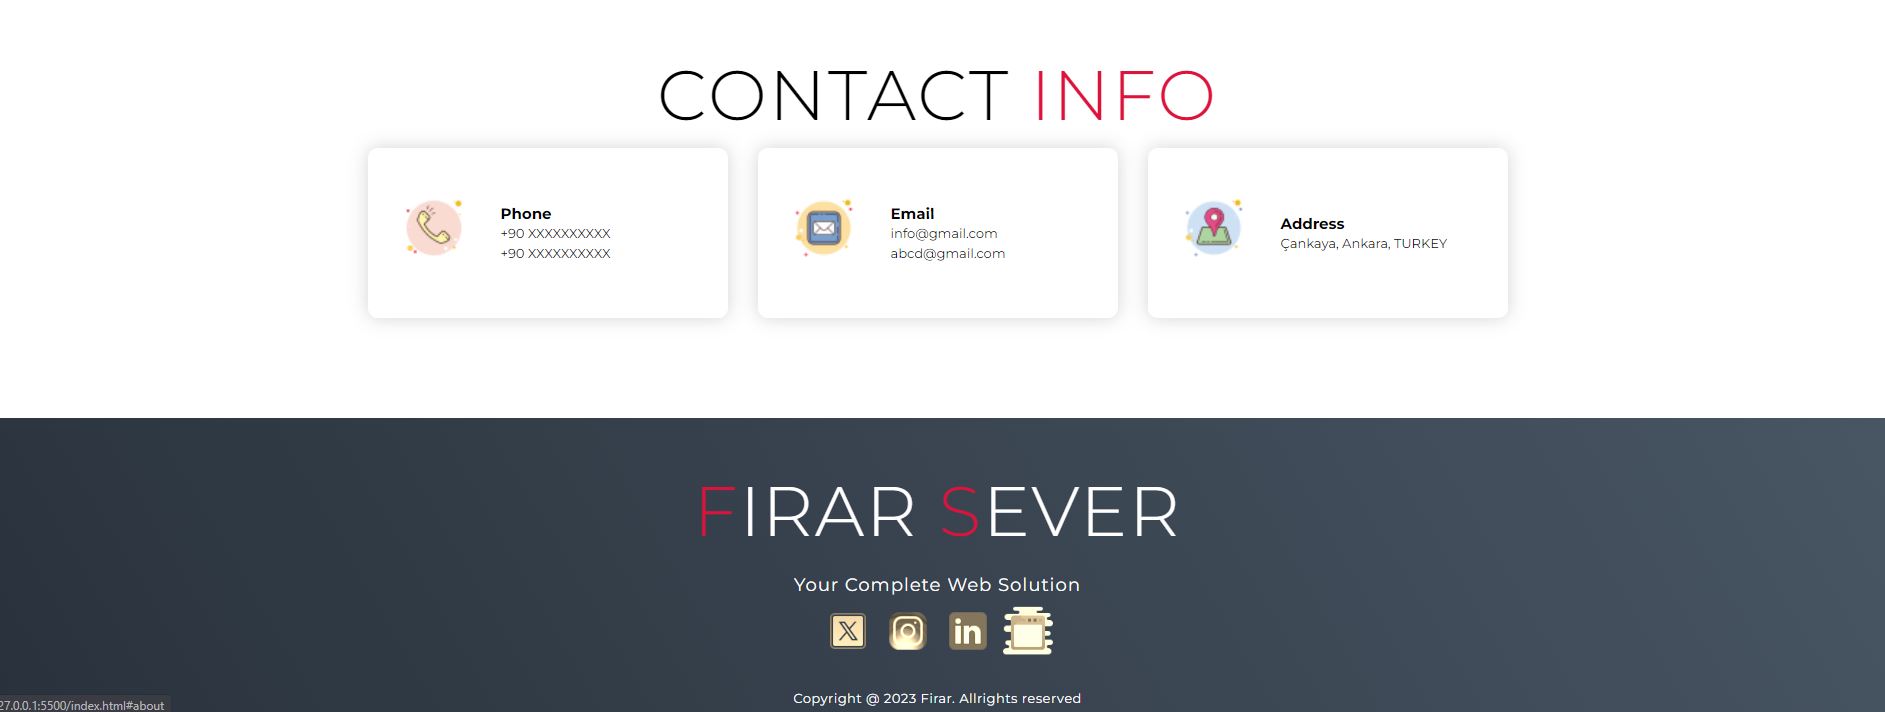 CONTACT INFO
Phone
+90 XXXXXXXXXX
+90 XXXXXXXXXX
Email
info@gmail.com
abcd@gmail.com
Address
Çankaya, Ankara, TURKEY
FIRAR SEVER
Your Complete Web Solution
X
in
Copyright @ 2023 Firar. Allrights reserved
27.0.0.1:5500/index.html#about